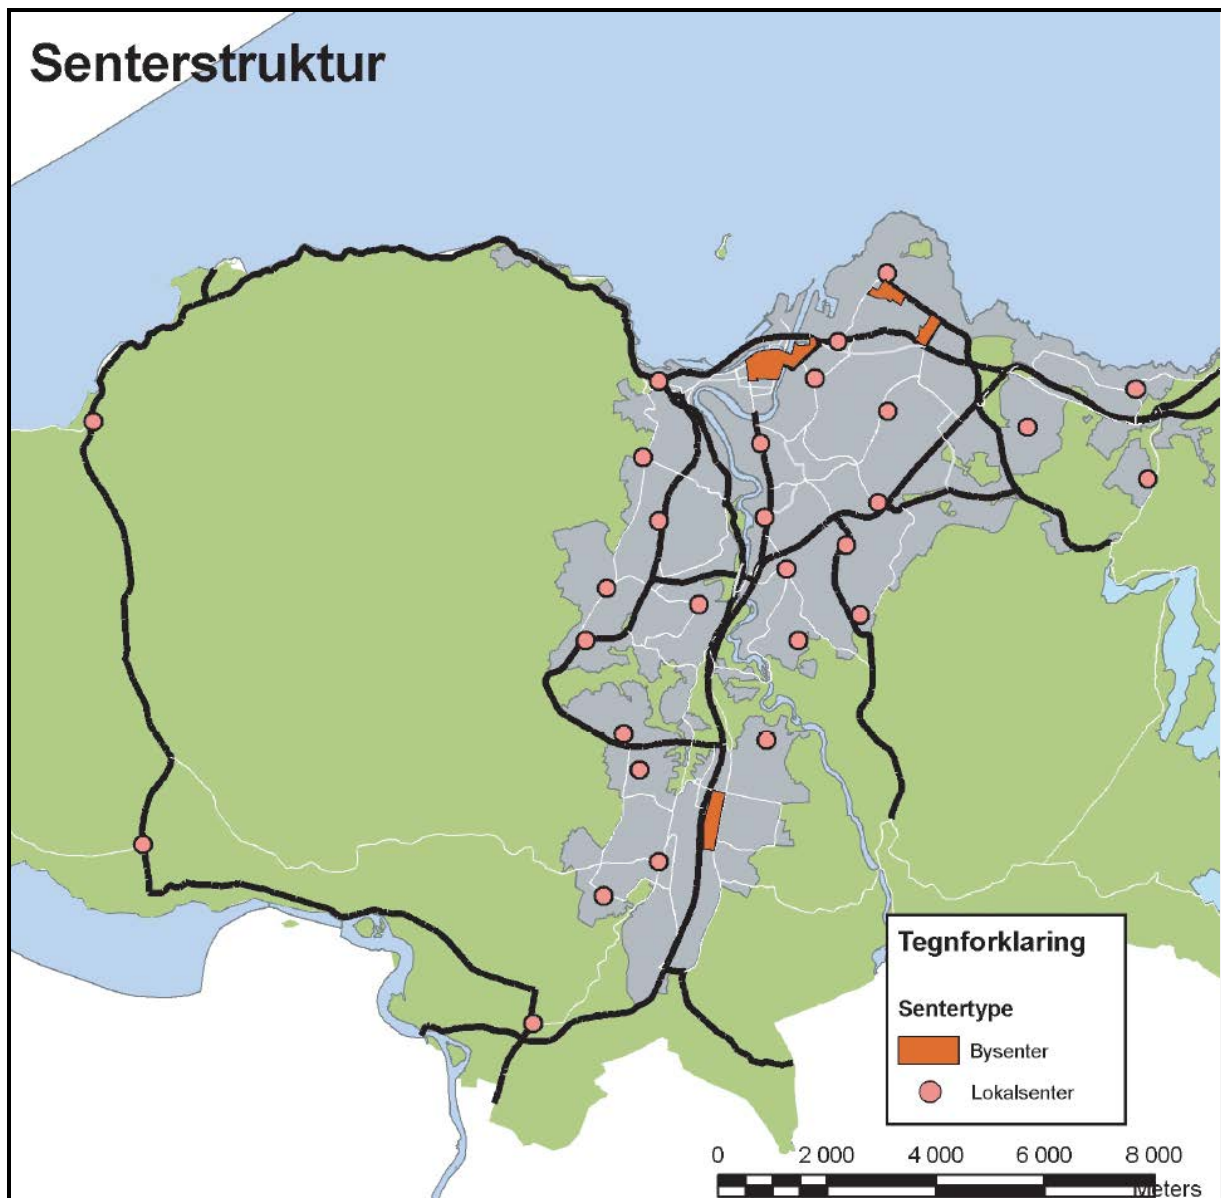 Senterstruktur
Tegnforklaring
Sentertype
Bysenter
Lokalsenter
0 2 000 4 000 6 000 8 000
Meters